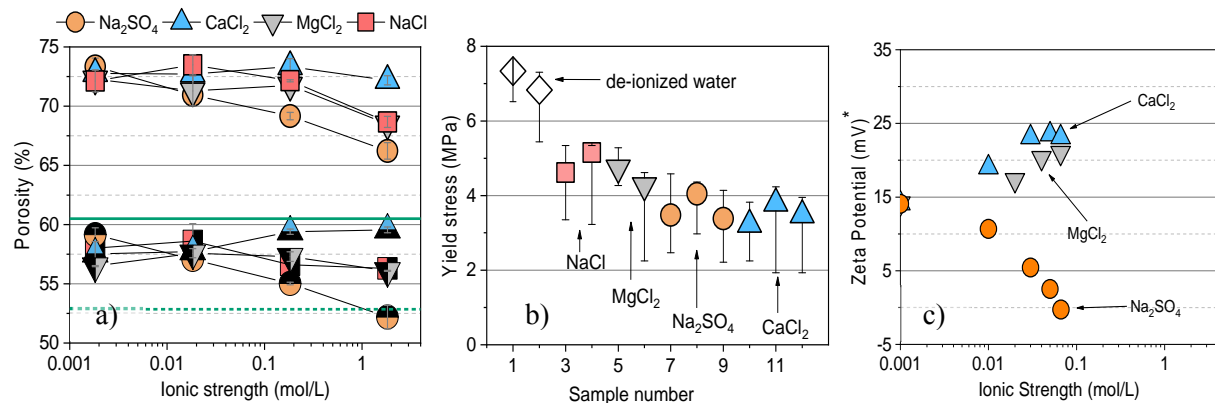 Na₂SO₄ CaCl₂ MgCl₂ NaCl
75
70
65
60
55
50
Porosity (%)
a)
0.001 0.01 0.1 1
Ionic strength (mol/L)
8
6
4
2
0
Yield stress (MPa)
de-ionized water
NaCl
MgCl₂
Na₂SO₄
CaCl₂
b)
1 3 5 7 9 11
Sample number
35
25
15
5
-5
Zeta Potential (mV)*
CaCl₂
MgCl₂
Na₂SO₄
c)
0.001 0.01 0.1 1
Ionic Strength (mol/L)